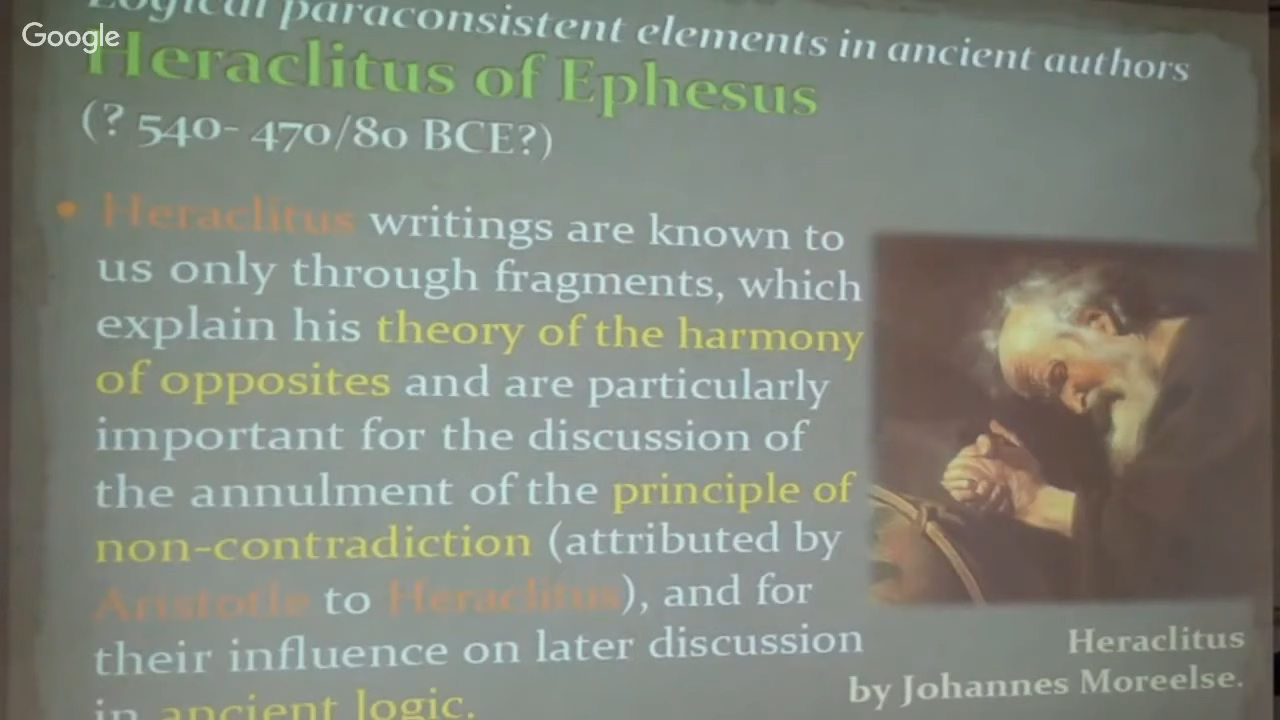 Google
Logical paraconsistent elements in ancient authors
Heraclitus of Ephesus
(? 540- 470/80 BCE?)
• Heraclitus writings are known to
us only through fragments, which
explain his theory of the harmony
of opposites and are particularly
important for the discussion of
the annulment of the principle of
non-contradiction (attributed by
Aristotle to Heraclitus), and for
their influence on later discussion
in ancient logic.
Heraclitus
by Johannes Moreelse.